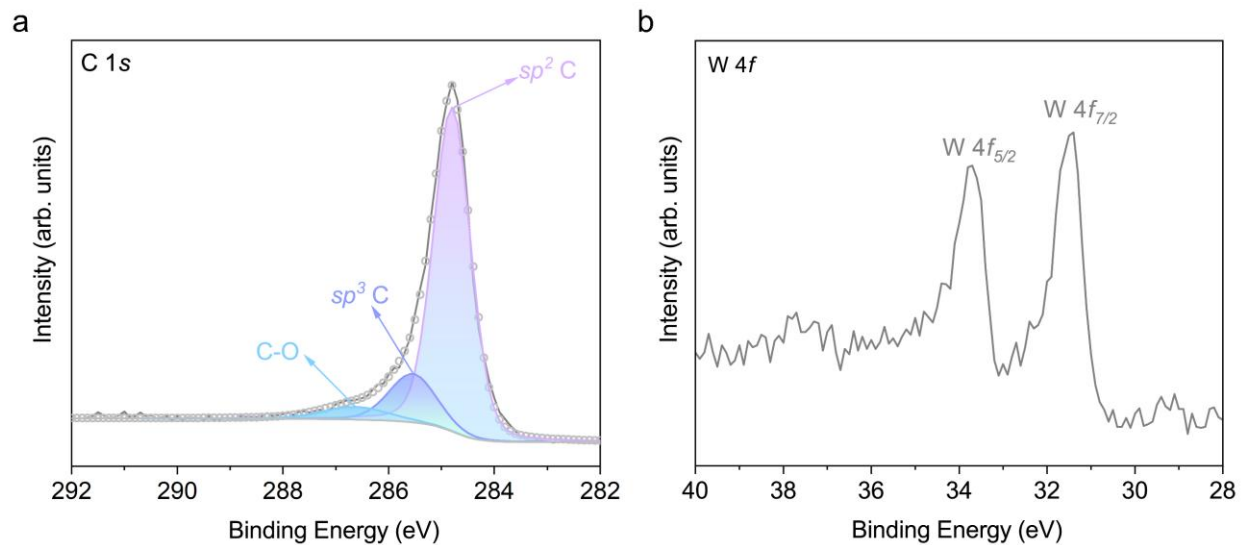 a
C 1s
sp² C
sp³ C
C-O
Intensity (arb. units)
292 290 288 286 284 282
Binding Energy (eV)
b
W 4f
W 4f5/2
W 4f7/2
Intensity (arb. units)
40 38 36 34 32 30 28
Binding Energy (eV)